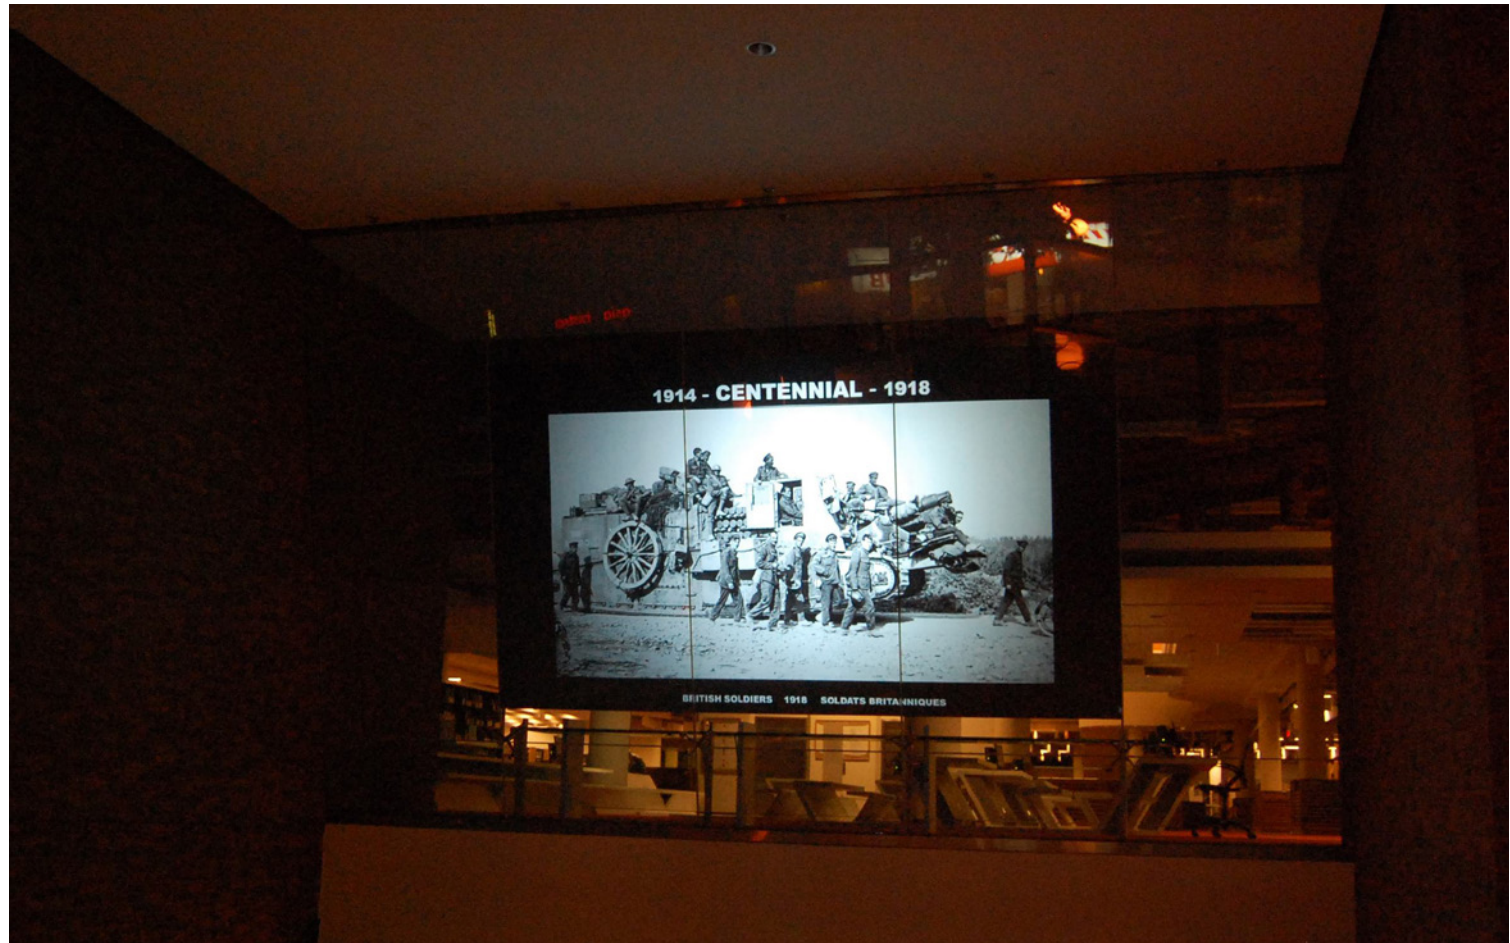 1914 - CENTENNIAL - 1918
BRITISH SOLDIERS 1918 SOLDATS BRITANNIQUES